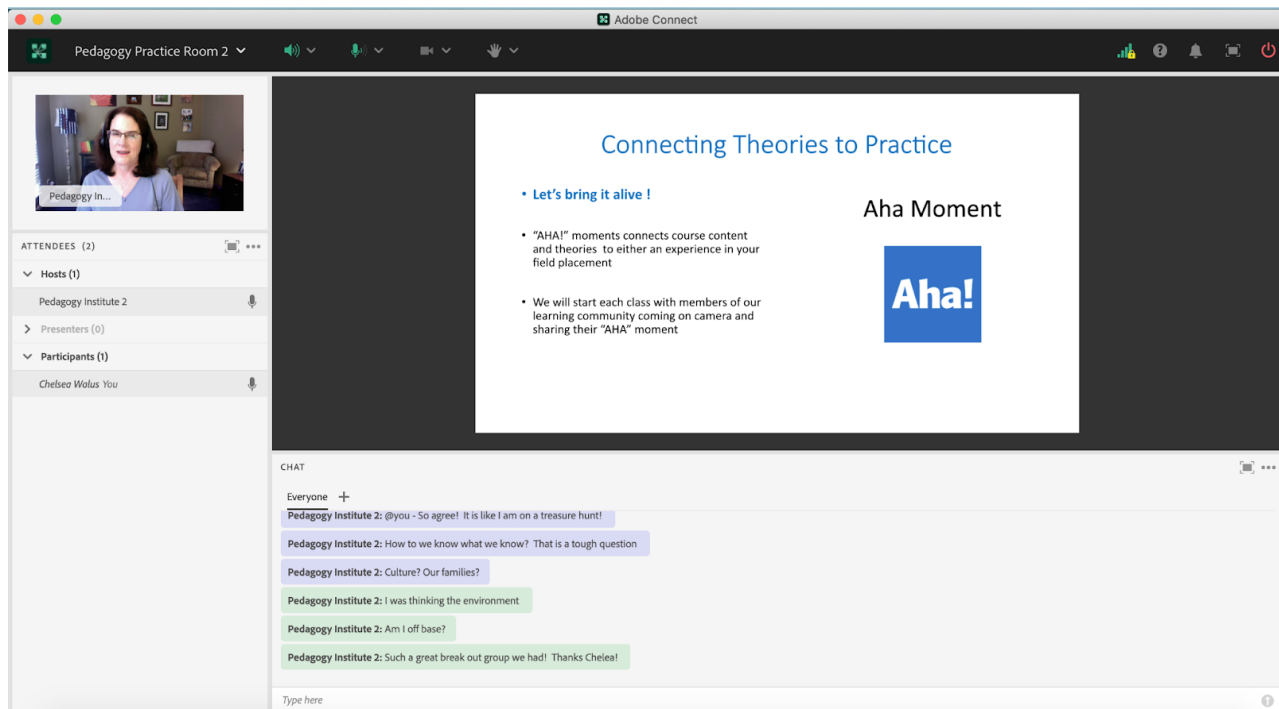 Adobe Connect
Pedagogy Practice Room 2
Pedagogy In...
ATTENDEES (2)
Hosts (1)
Pedagogy Institute 2
Presenters (0)
Participants (1)
Chelsea Walus You
Connecting Theories to Practice
• Let's bring it alive !
• "AHA!" moments connects course content
and theories to either an experience in your
field placement
• We will start each class with members of our
learning community coming on camera and
sharing their "AHA" moment
Aha Moment
Aha!
CHAT
Everyone
Pedagogy Institute 2: @you - So agree! It is like I am on a treasure hunt!
Pedagogy Institute 2: How to we know what we know? That is a tough question
Pedagogy Institute 2: Culture? Our families?
Pedagogy Institute 2: I was thinking the environment
Pedagogy Institute 2: Am I off base?
Pedagogy Institute 2: Such a great break out group we had! Thanks Chelea!
Type here